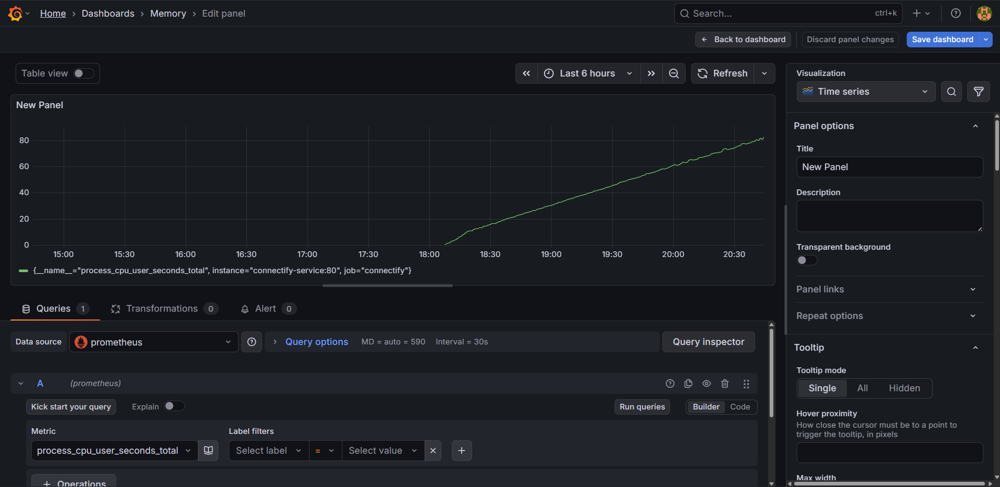 Home › Dashboards › Memory › Edit panel
Search...
ctrl+k
Back to dashboard
Discard panel changes
Save dashboard
Table view
Last 6 hours
Refresh
New Panel
80
60
40
20
0
15:00 15:30 16:00 16:30 17:00 17:30 18:00 18:30 19:00 19:30 20:00 20:30
{__name__="process_cpu_user_seconds_total", instance="connectify-service:80", job="connectify"}
Queries 1
Transformations 0
Alert 0
Data source
prometheus
Query options
MD = auto = 590
Interval = 30s
Query inspector
A
(prometheus)
Kick start your query
Explain
Run queries
Builder
Code
Metric
Label filters
process_cpu_user_seconds_total
Select label
=
Select value
+ Operations
Visualization
Time series
Panel options
Title
New Panel
Description
Transparent background
Panel links
Repeat options
Tooltip
Tooltip mode
Single
All
Hidden
Hover proximity
How close the cursor must be to a point to
trigger the tooltip, in pixels
Max width